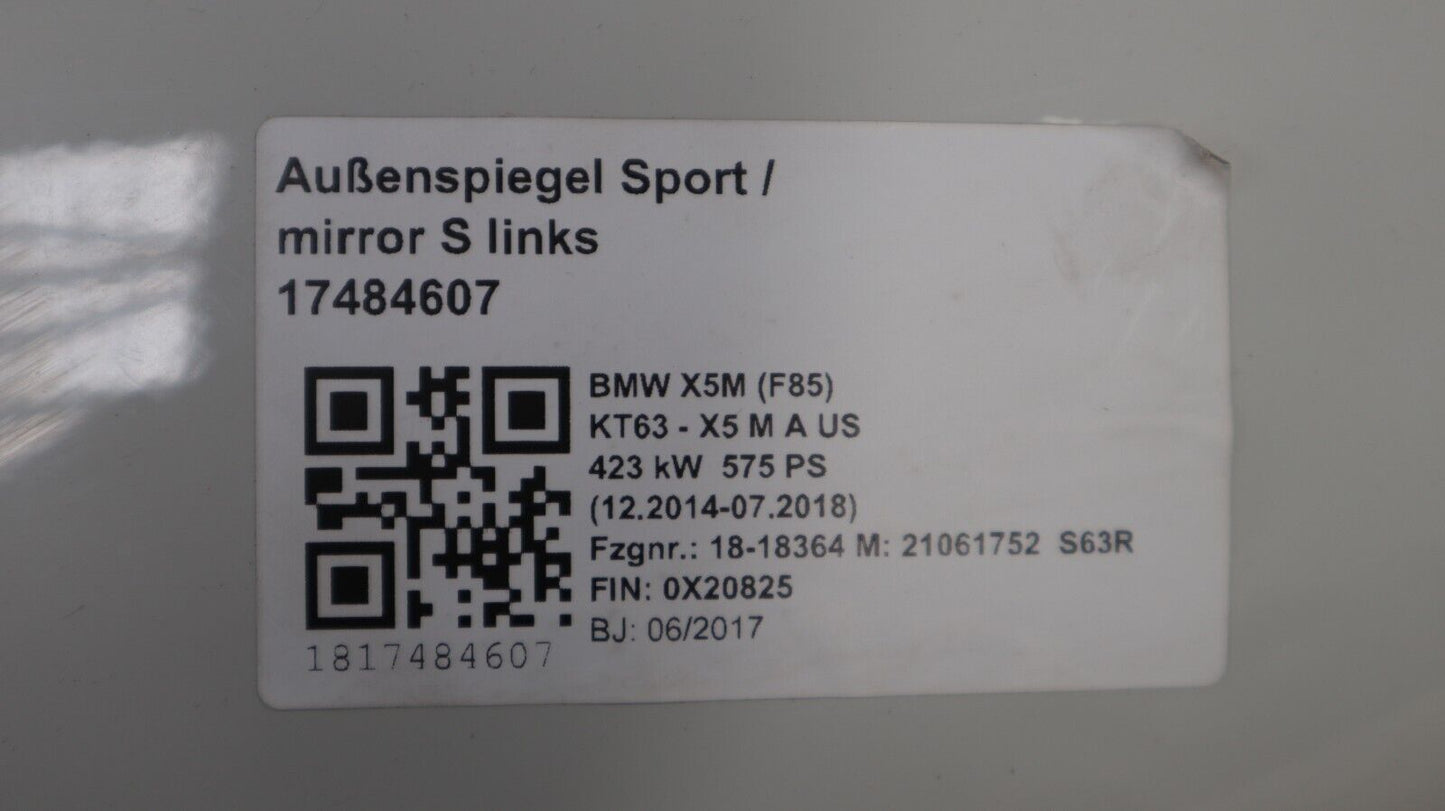 Außenspiegel Sport /
mirror S links
17484607
BMW X5M (F85)
KT63 - X5 M A US
423 kW 575 PS
(12.2014-07.2018)
Fzgnr.: 18-18364 M: 21061752 S63R
FIN: 0X20825
BJ: 06/2017
1817484607